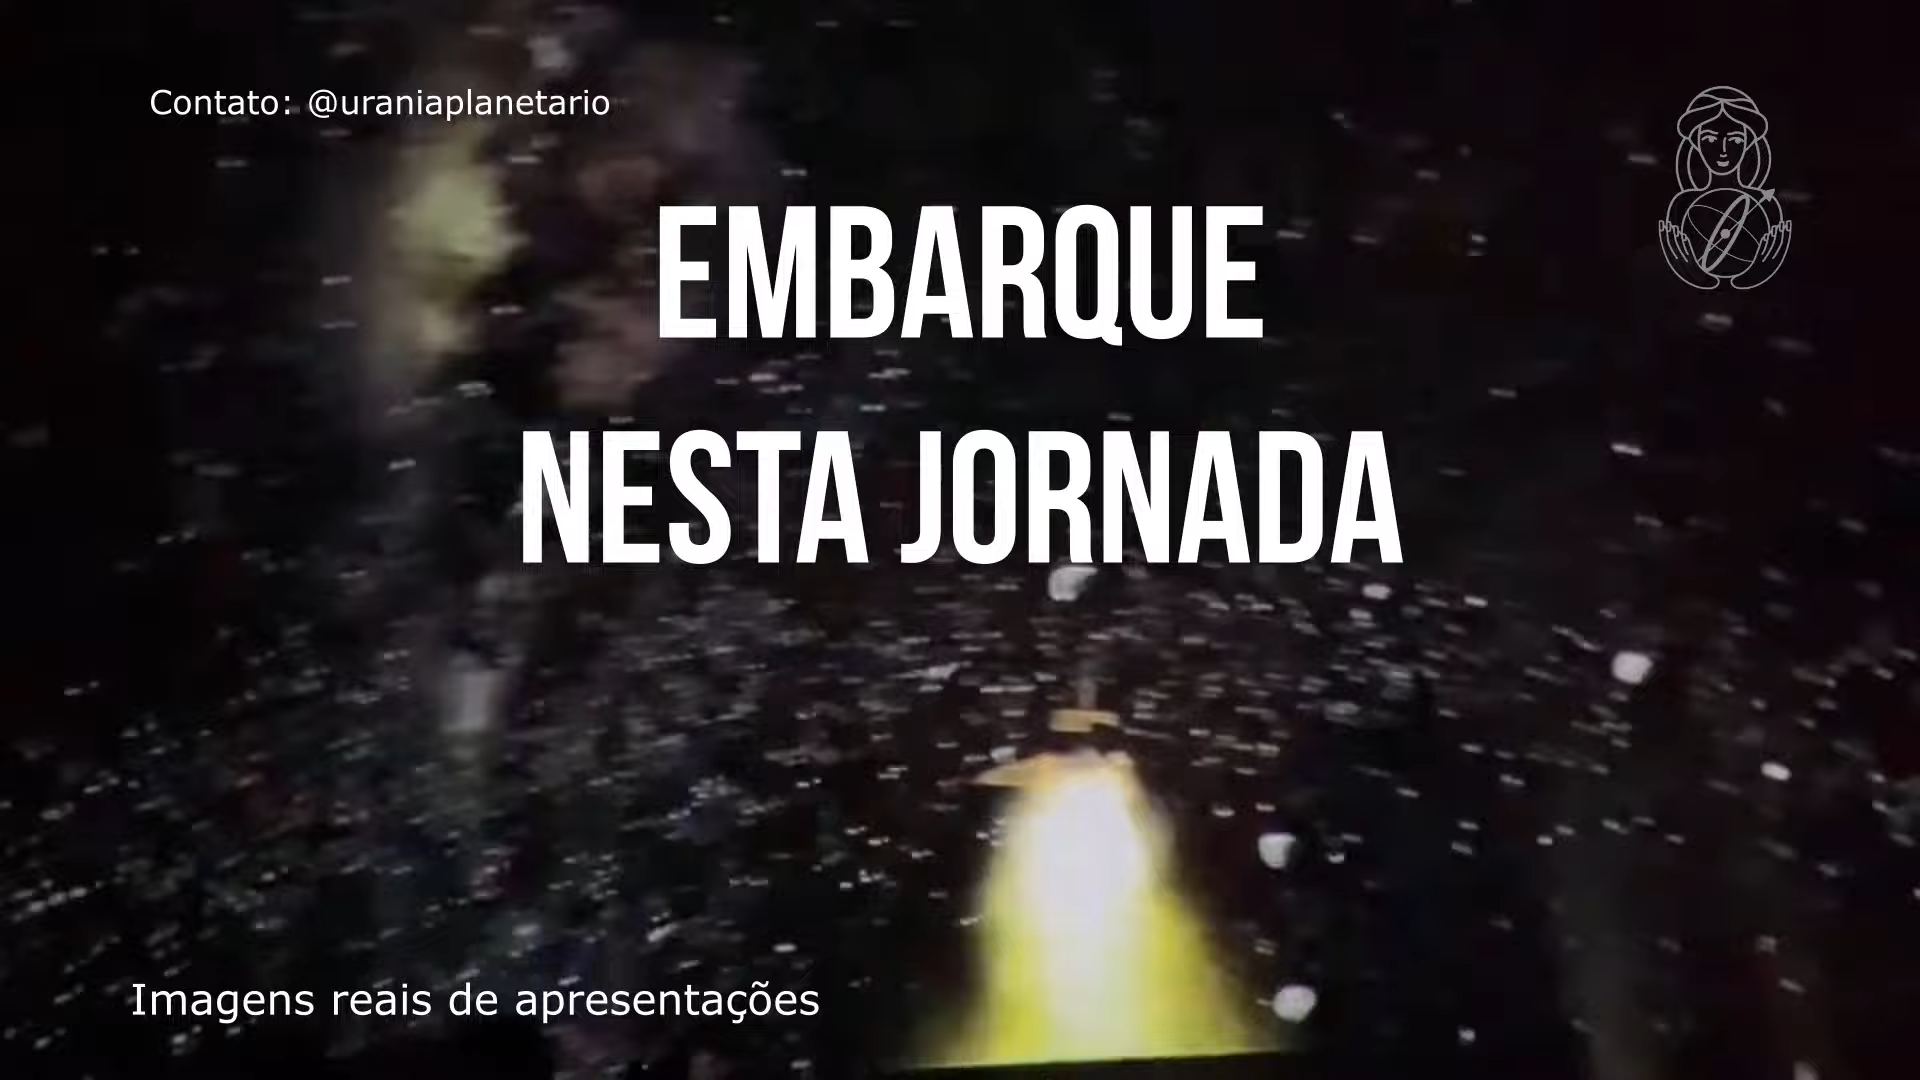 Contato: @uraniaplanetario
EMBARQUE
NESTA JORNADA
Imagens reais de apresentações